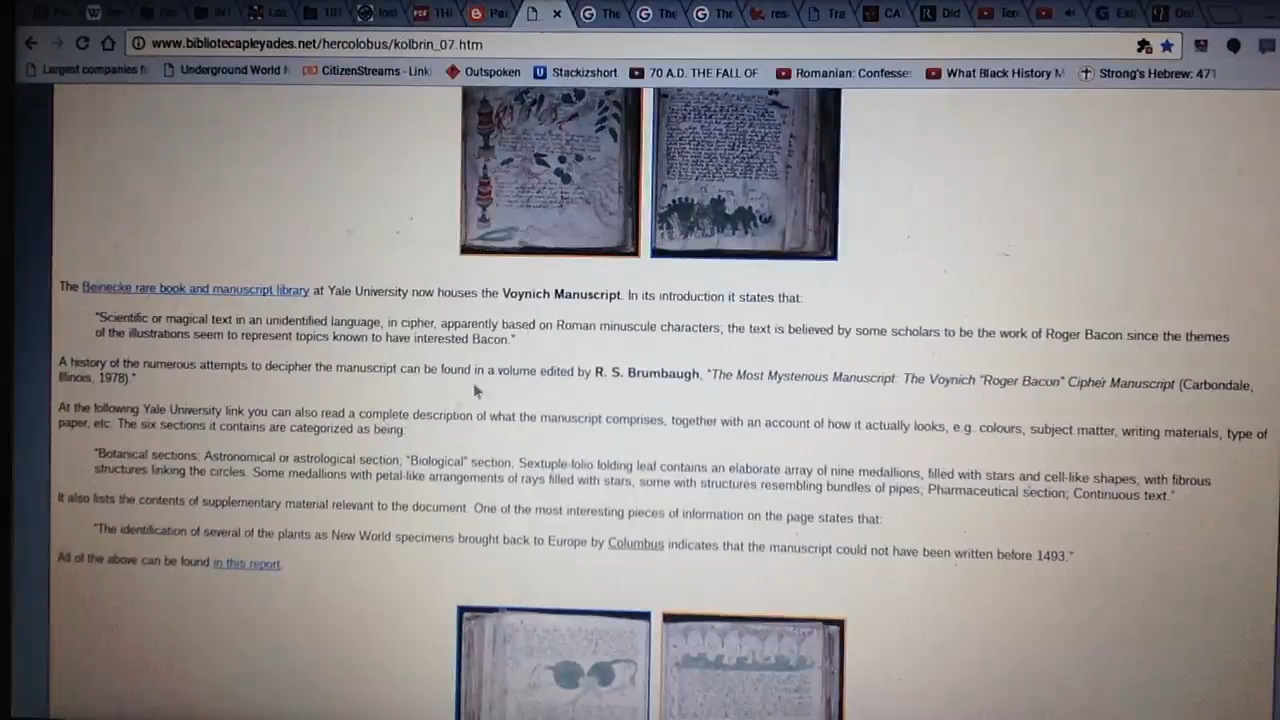 INT
101
PDF THI
The
The
The
res
Tra
CA
Did
www.bibliotecapleyades.net/hercolobus/kolbrin_07.htm
Largest companies
Underground World
CitizenStreams - Link
Outspoken
Stackizshort
70 A.D. THE FALL OF
Romanian: Confesse
What Black History M
Strong's Hebrew: 471
The Beinecke rare book and manuscript library at Yale University now houses the Voynich Manuscript. In its introduction it states that:
"Scientific or magical text in an unidentified language, in cipher, apparently based on Roman minuscule characters; the text is believed by some scholars to be the work of Roger Bacon since the themes
of the illustrations seem to represent topics known to have interested Bacon."
A history of the numerous attempts to decipher the manuscript can be found in a volume edited by R. S. Brumbaugh, "The Most Mysterious Manuscript: The Voynich "Roger Bacon" Cipher Manuscript (Carbondale,
Illinois, 1978)."
At the following Yale University link you can also read a complete description of what the manuscript comprises, together with an account of how it actually looks, e.g. colours, subject matter, writing materials, type of
paper, etc. The six sections it contains are categorized as being:
"Botanical sections; Astronomical or astrological section; "Biological" section, Sextuple-folio folding leaf contains an elaborate array of nine medallions, filled with stars and cell-like shapes, with fibrous
structures linking the circles. Some medallions with petal-like arrangements of rays filled with stars, some with structures resembling bundles of pipes; Pharmaceutical section; Continuous text."
It also lists the contents of supplementary material relevant to the document. One of the most interesting pieces of information on the page states that:
"The identification of several of the plants as New World specimens brought back to Europe by Columbus indicates that the manuscript could not have been written before 1493."
All of the above can be found in this report.